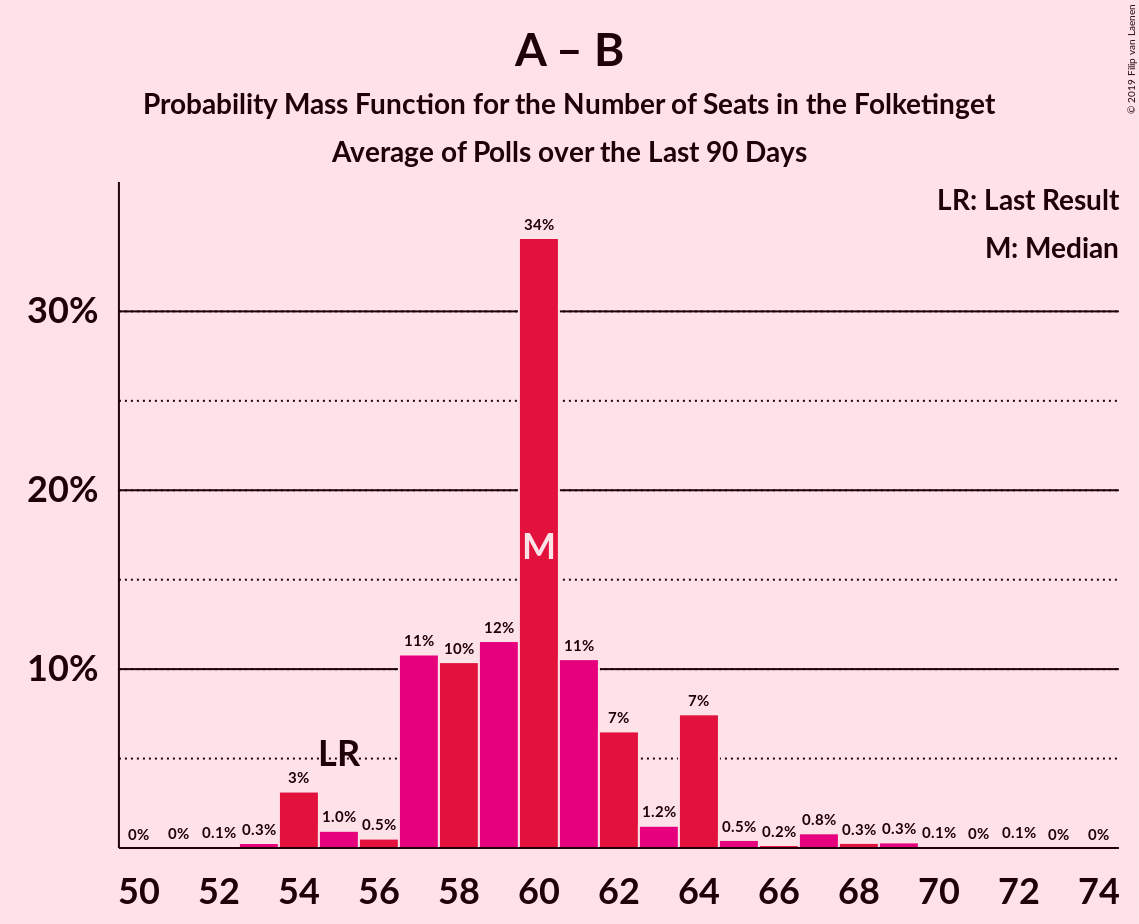 A – B
Probability Mass Function for the Number of Seats in the Folketinget
Average of Polls over the Last 90 Days
© 2019 Filip van Laenen
LR: Last Result
M: Median
34%
30%
20%
M
12%
11%
10%
11%
10%
7%
7%
LR
3%
1.2%
1.0%
0.8%
0% 0% 0.1% 0.3% 0.5% 0.5% 0.2% 0.3% 0.3% 0.1% 0% 0.1% 0% 0%
50 52 54 56 58 60 62 64 66 68 70 72 74